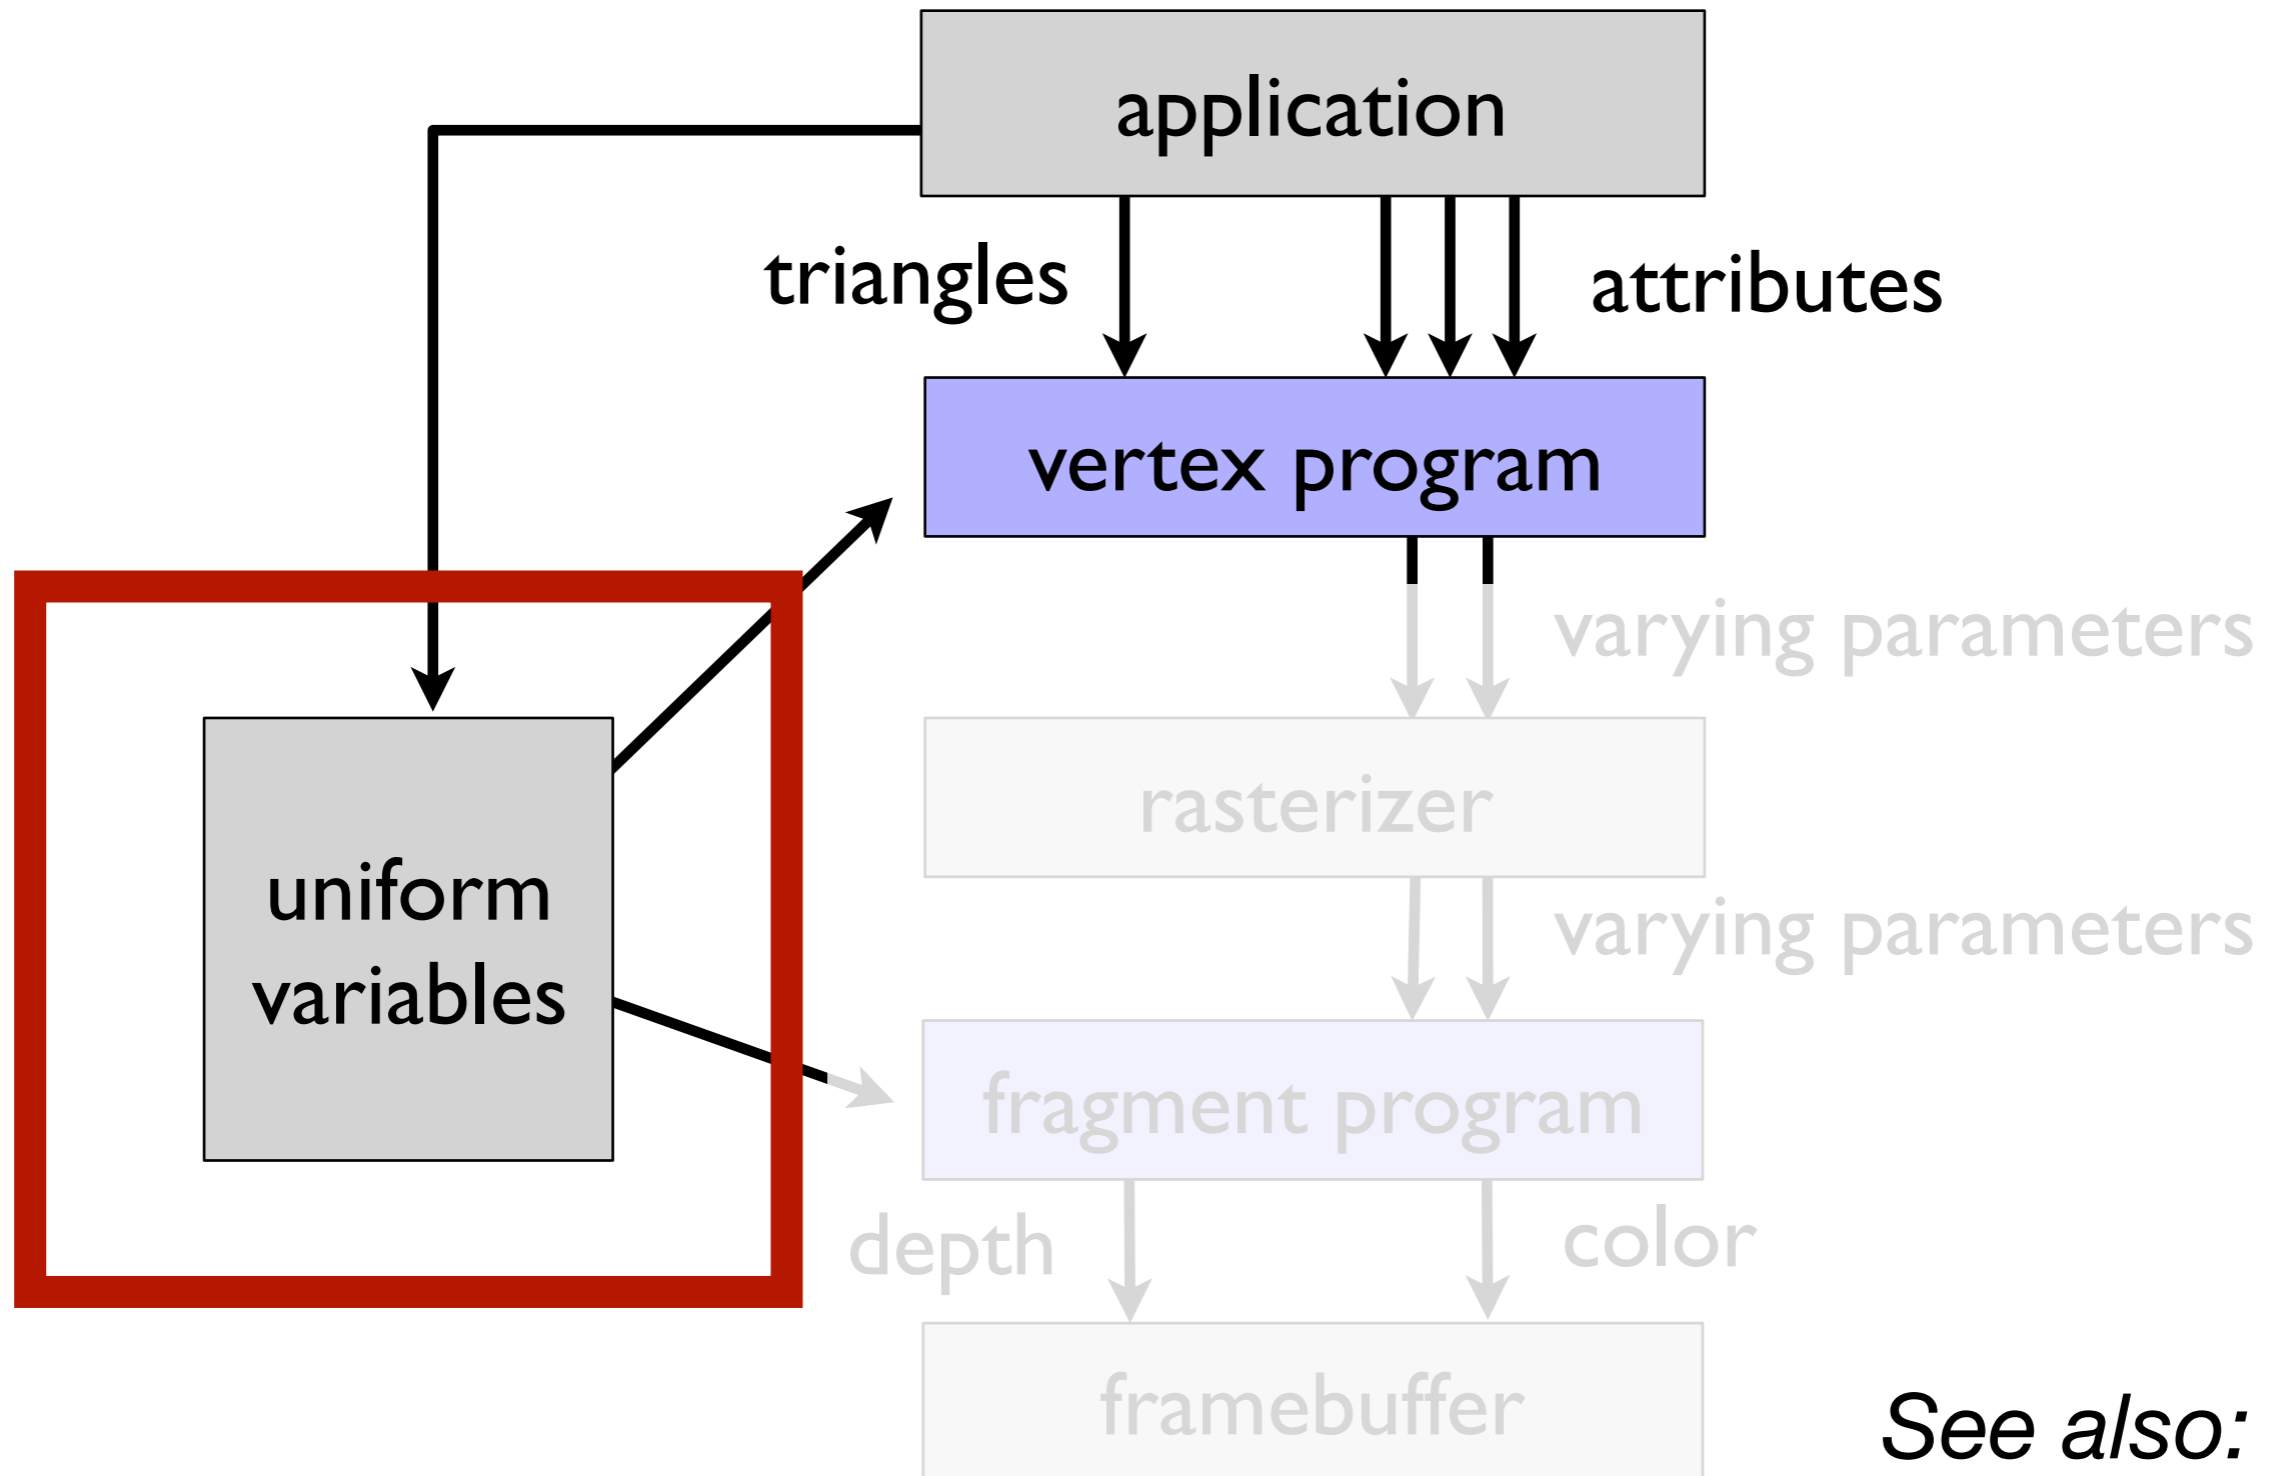 application
triangles
attributes
vertex program
varying parameters
rasterizer
uniform
variables
varying parameters
fragment program
depth
color
framebuffer
See also: